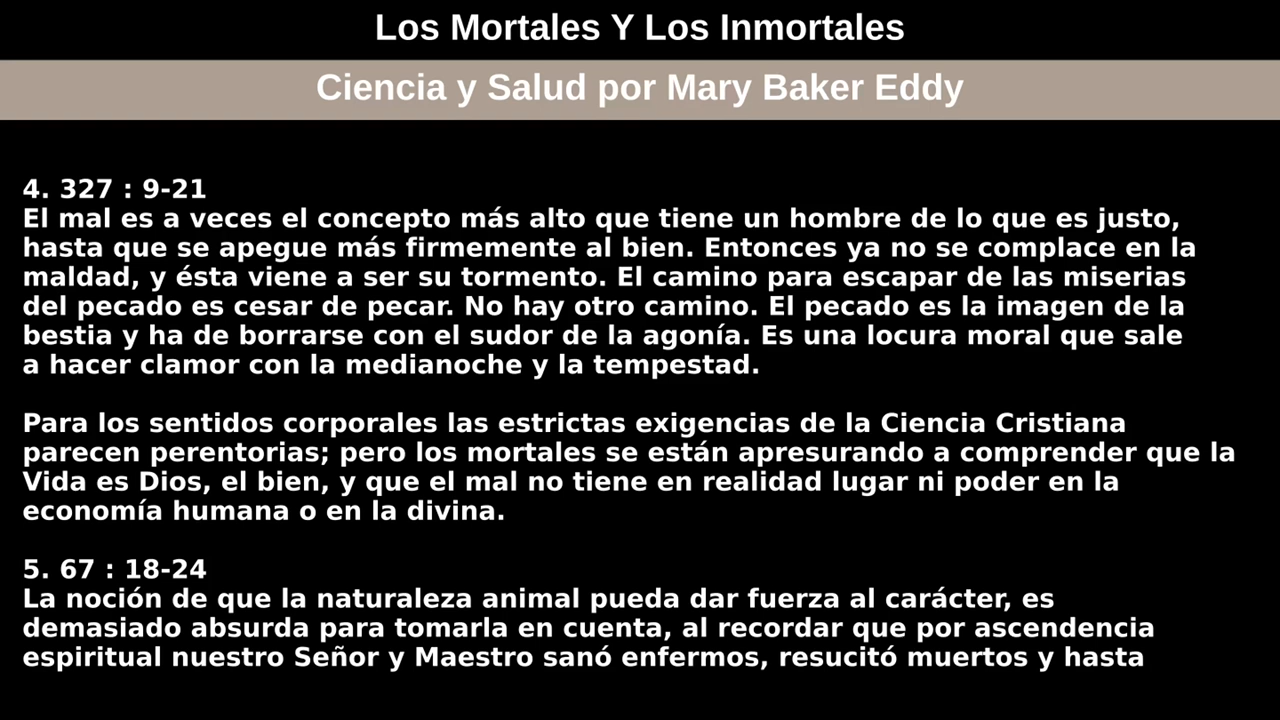 Los Mortales Y Los Inmortales
Ciencia y Salud por Mary Baker Eddy
4. 327 : 9-21
El mal es a veces el concepto más alto que tiene un hombre de lo que es justo,
hasta que se apegue más firmemente al bien. Entonces ya no se complace en la
maldad, y ésta viene a ser su tormento. El camino para escapar de las miserias
del pecado es cesar de pecar. No hay otro camino. El pecado es la imagen de la
bestia y ha de borrarse con el sudor de la agonía. Es una locura moral que sale
a hacer clamor con la medianoche y la tempestad.
Para los sentidos corporales las estrictas exigencias de la Ciencia Cristiana
parecen perentorias; pero los mortales se están apresurando a comprender que la
Vida es Dios, el bien, y que el mal no tiene en realidad lugar ni poder en la
economía humana o en la divina.
5. 67 : 18-24
La noción de que la naturaleza animal pueda dar fuerza al carácter, es
demasiado absurda para tomarla en cuenta, al recordar que por ascendencia
espiritual nuestro Señor y Maestro sanó enfermos, resucitó muertos y hasta